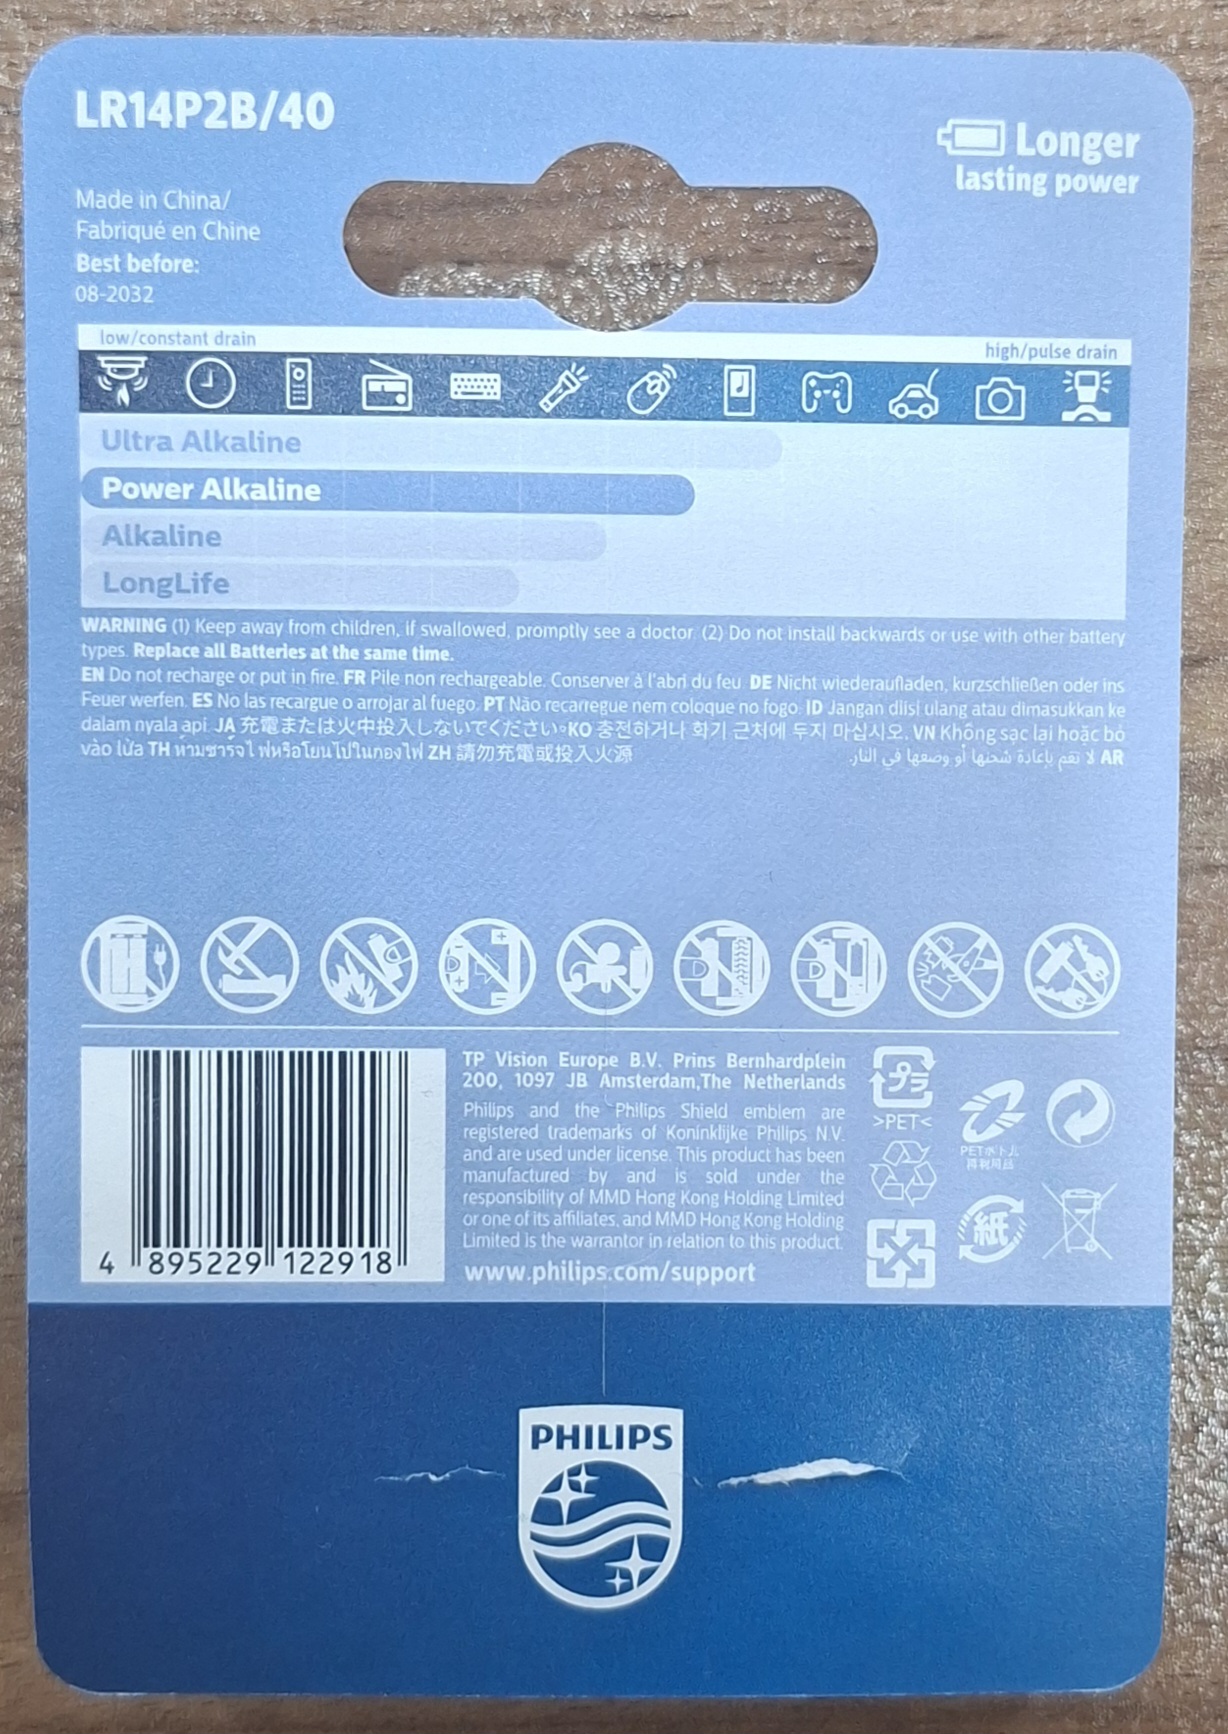 LR14P2B/40
Longer
lasting power
Made in China/
Fabriqué en Chine
Best before:
08-2032
low/constant drain
high/pulse drain
Ultra Alkaline
Power Alkaline
Alkaline
LongLife
WARNING (1) Keep away from children, if swallowed, promptly see a doctor (2) Do not install backwards or use with other battery
types. Replace all Batteries at the same time.
EN Do not recharge or put in fire. FR Pile non rechargeable. Conserver à l'abri du feu DE Nicht wiederaufladen, kurzschließen oder ins
Feuer werfen. ES No las recargue o arrojar al fuego. PT Não recarregue nem coloque no fogo. ID Jangan diisi ulang atau dimasukkan ke
dalam nyala api. JA 充電または火中投入しないでください。KO 충전하거나 화기 근처에 두지 마십시오. VN Không sạc lại hoặc bỏ
vào lửa TH ห้ามชาร์จไฟหรือโยนไปในกองไฟ ZH 請勿充電或投入火源
AR لا تقم بإعادة شحنها أو وضعها في النار.
TP Vision Europe B.V. Prins Bernhardplein
200, 1097 JB Amsterdam,The Netherlands
Philips and the Philips Shield emblem are
registered trademarks of Koninklijke Philips N.V.
and are used under license. This product has been
manufactured by and is sold under the
responsibility of MMD Hong Kong Holding Limited
or one of its affiliates, and MMD Hong Kong Holding
Limited is the warrantor in relation to this product.
www.philips.com/support
プラ
>PET<
PETボトル
再利用品
紙
4 895229 122918
PHILIPS